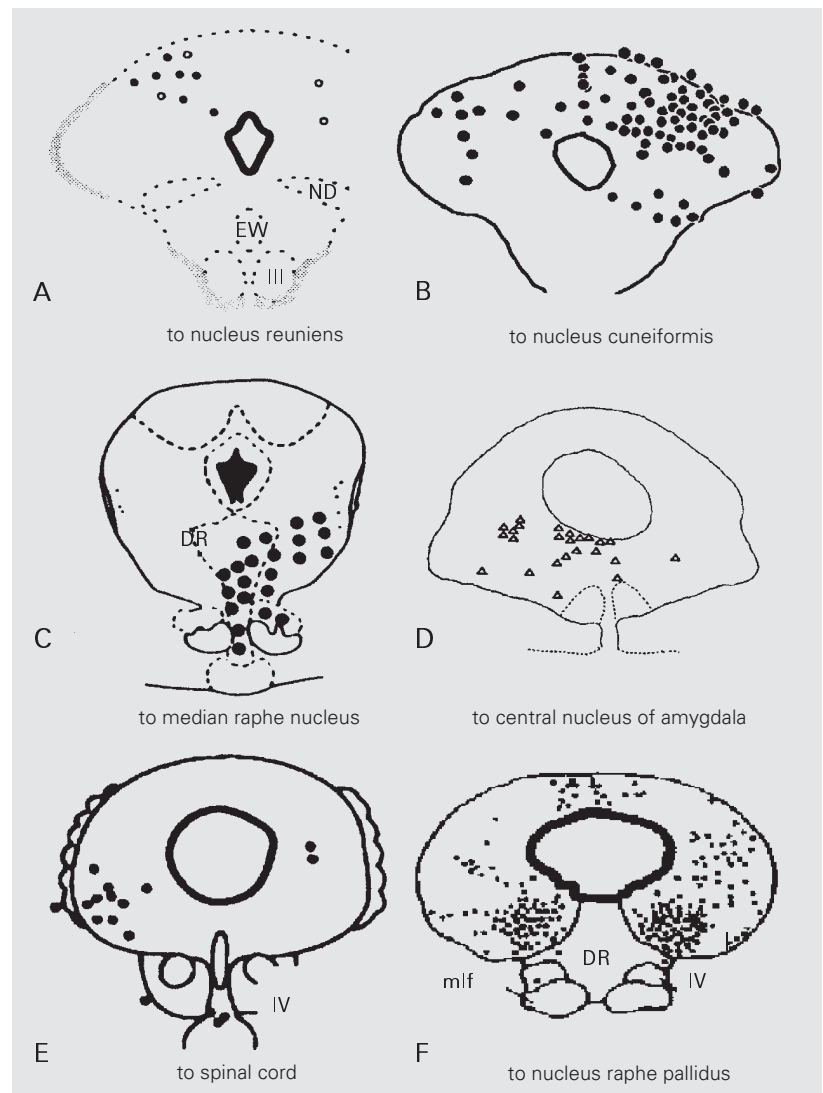 ND
EW
III
A
B
to nucleus reuniens
to nucleus cuneiformis
DR
C
D
to median raphe nucleus
to central nucleus of amygdala
DR
mlf
IV
IV
E
F
to spinal cord
to nucleus raphe pallidus